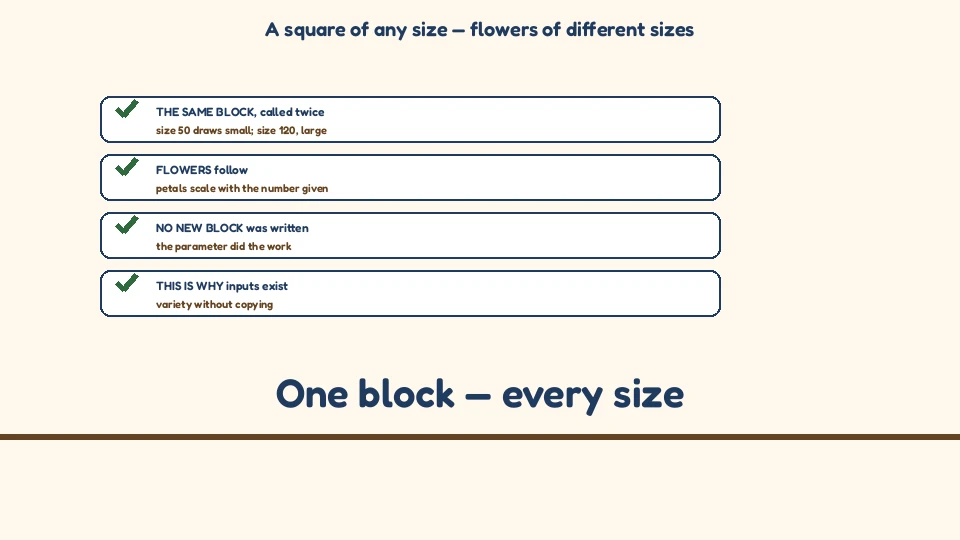 A square of any size — flowers of different sizes
THE SAME BLOCK, called twice
size 50 draws small; size 120, large
FLOWERS follow
petals scale with the number given
NO NEW BLOCK was written
the parameter did the work
THIS IS WHY inputs exist
variety without copying
One block — every size